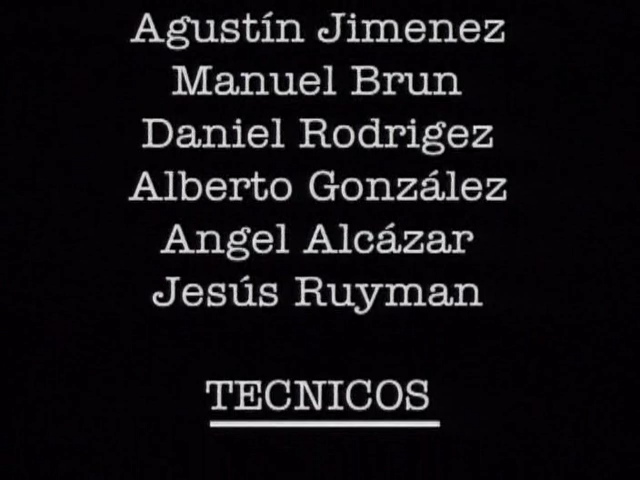 Agustín Jimenez
Manuel Brun
Daniel Rodrigez
Alberto González
Angel Alcázar
Jesús Ruyman
TECNICOS